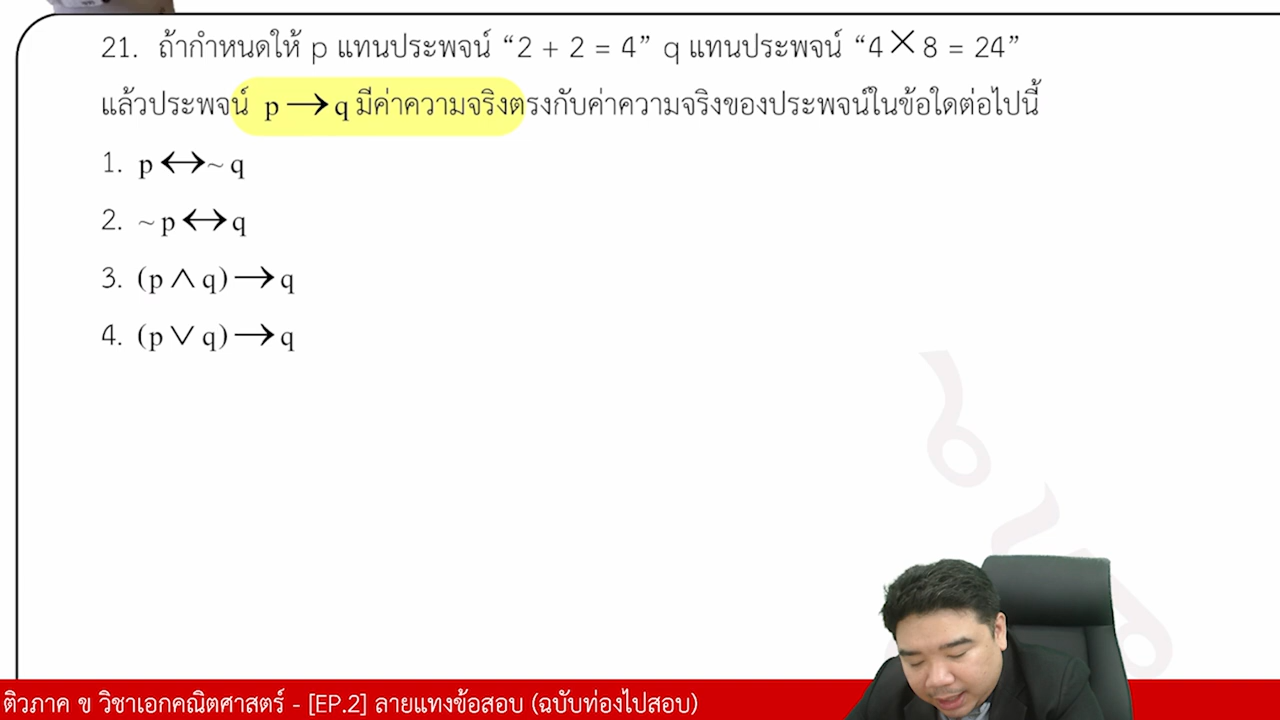 21. ถ้ากำหนดให้ p แทนประพจน์ “2 + 2 = 4” q แทนประพจน์ “4 × 8 = 24”
แล้วประพจน์ p → q มีค่าความจริงตรงกับค่าความจริงของประพจน์ในข้อใดต่อไปนี้
1. p ↔ ~ q
2. ~ p ↔ q
3. (p ∧ q) → q
4. (p ∨ q) → q
ติวภาค ข วิชาเอกคณิตศาสตร์ - [EP.2] ลายแทงข้อสอบ (ฉบับท่องไปสอบ)